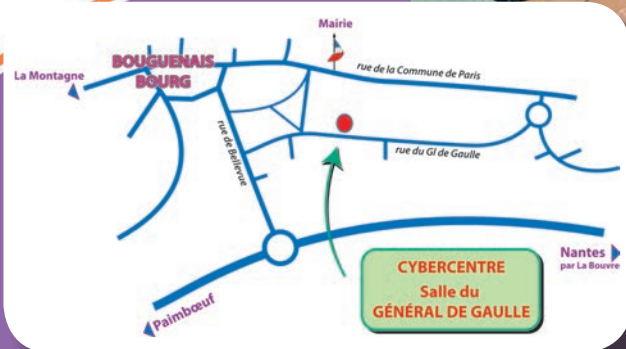 Mairie
BOUGUENAIS
BOURG
La Montagne
rue de la Commune de Paris
rue de Bellevue
rue du Gl de Gaulle
Nantes
par La Bouvre
CYBERCENTRE
Salle du
GÉNÉRAL DE GAULLE
Paimbœuf